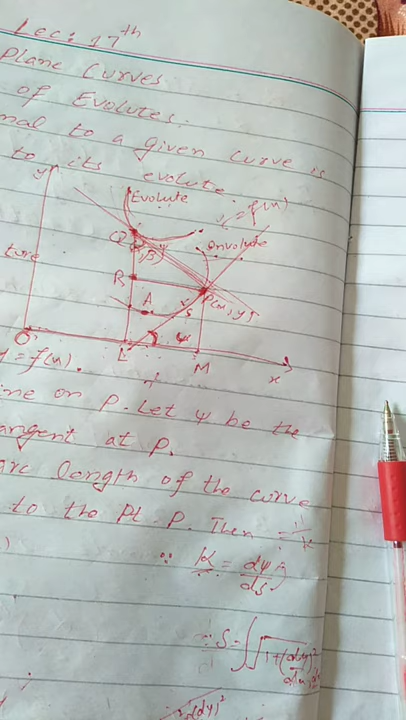 Lec: 17th
Plane Curves
of Evolutes.
to a given curve is
to its evolute.
y
Evolute
y = f(x)
Q
Involute
R
P(x, y)
A
S
ψ
O
L
M
x
y = f(x).
on P. Let ψ be the
tangent at P.
arc length of the curve
to the Pt. P. Then
∵ K = dψ/ds
∴ S = ∫√1+(dy/dx)² dx